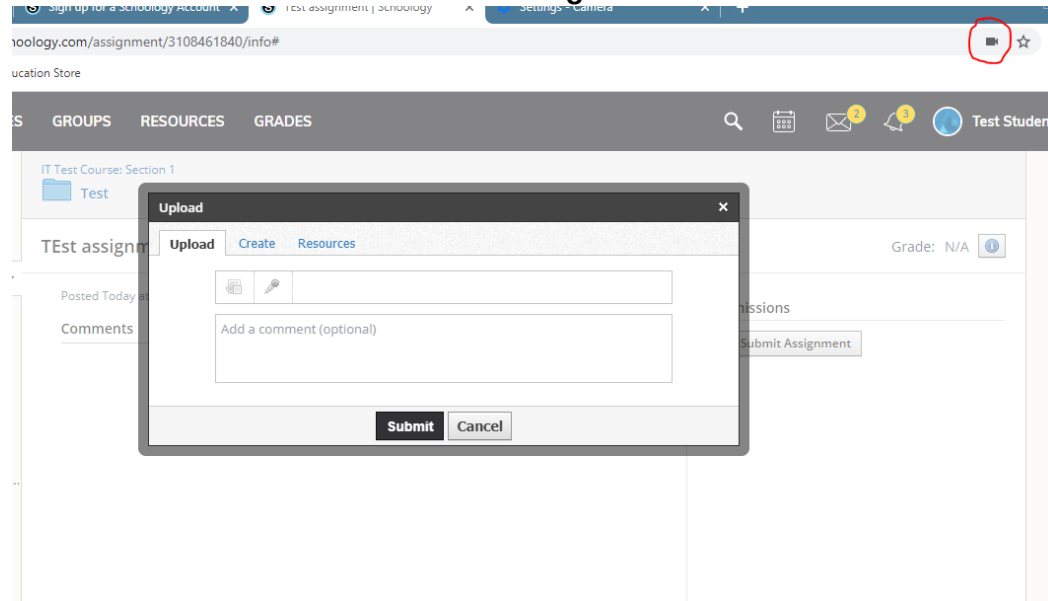 Sign up for a Schoology Account
Test assignment | Schoology
Settings - Camera
hoology.com/assignment/3108461840/info#
ucation Store
ES GROUPS RESOURCES GRADES
2 3 Test Studen
IT Test Course: Section 1
Test
Upload
Upload Create Resources
TEst assignm
Grade: N/A
Posted Today at
Comments
Add a comment (optional)
issions
Submit Assignment
Submit Cancel